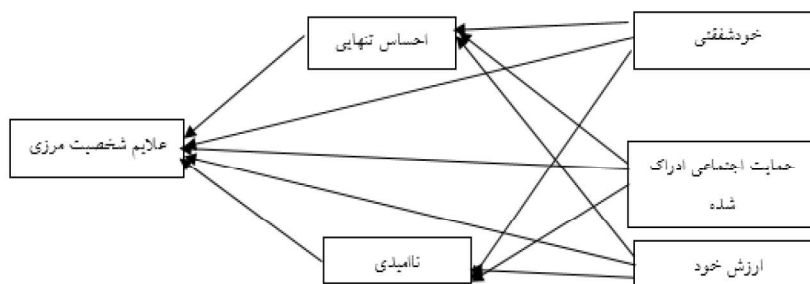 خودشفقتی
احساس تنهایی
علایم شخصیت مرزی
حمایت اجتماعی ادراک
شده
ناامیدی
ارزش خود